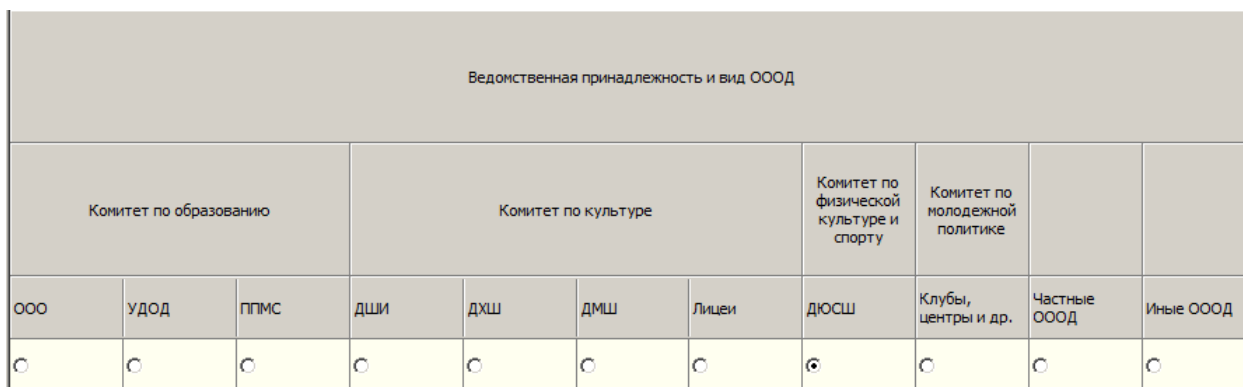 Ведомственная принадлежность и вид ОООД
Комитет по образованию
Комитет по культуре
Комитет по
физической
культуре и
спорту
Комитет по
молодежной
политике
ООО
УДОД
ППМС
ДШИ
ДХШ
ДМШ
Лицеи
ДЮСШ
Клубы,
центры и др.
Частные
ОООД
Иные ОООД